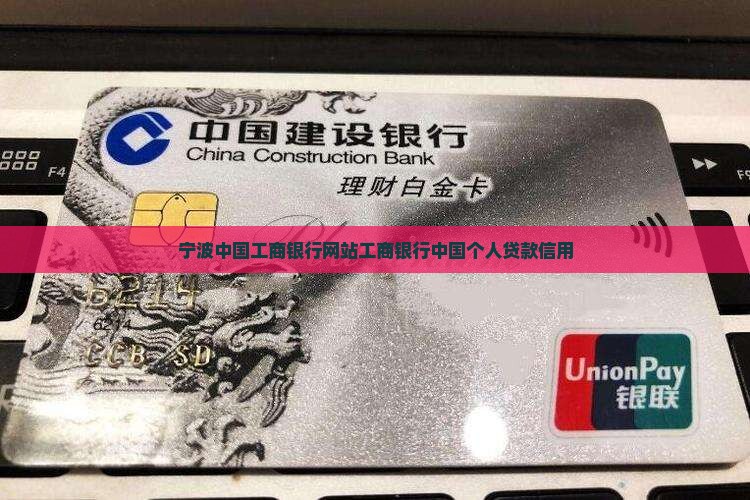 中国建设银行
China Construction Bank
理财白金卡
F4
宁波中国工商银行网站工商银行中国个人贷款信用
6214
6214
CCB SD
UnionPay
银联